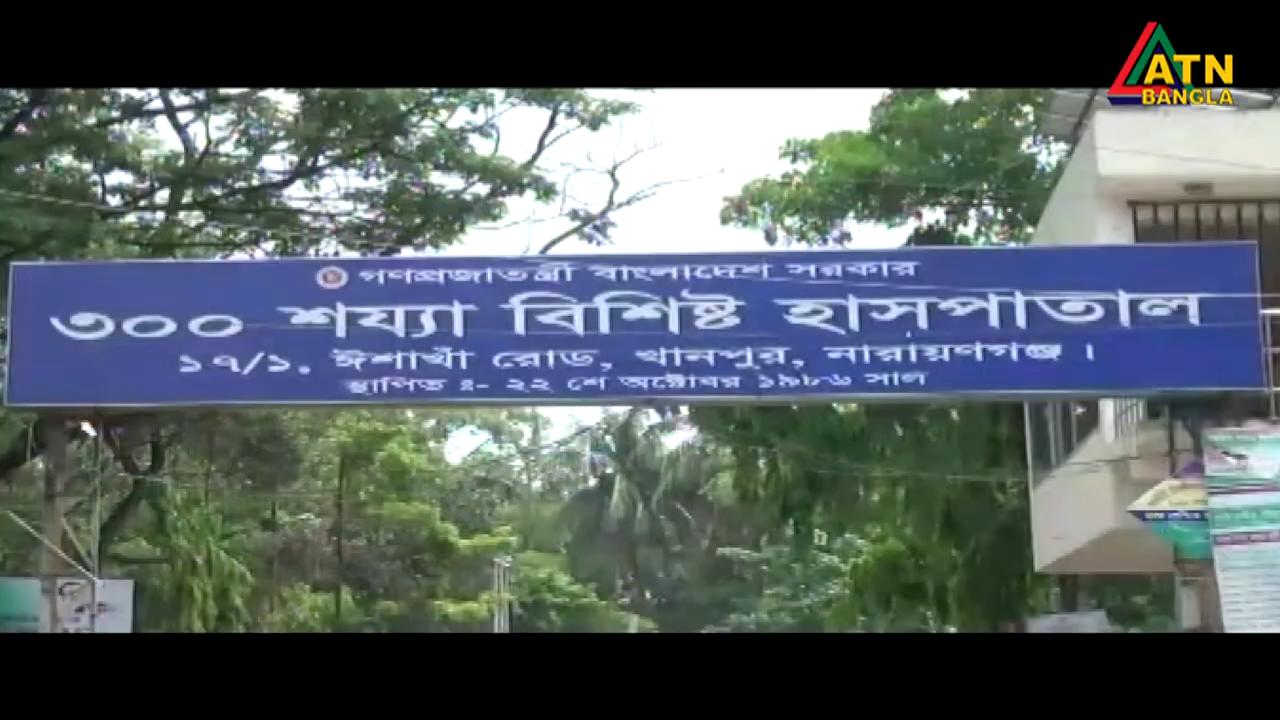 ATN
BANGLA
গণপ্রজাতন্ত্রী বাংলাদেশ সরকার
৩০০ শয্যা বিশিষ্ট হাসপাতাল
১৭/১, ঈশাখাঁ রোড, খানপুর, নারায়ণগঞ্জ ।
স্থাপিত ঃ- ২২ শে অক্টোবর ১৯৮৬ সাল